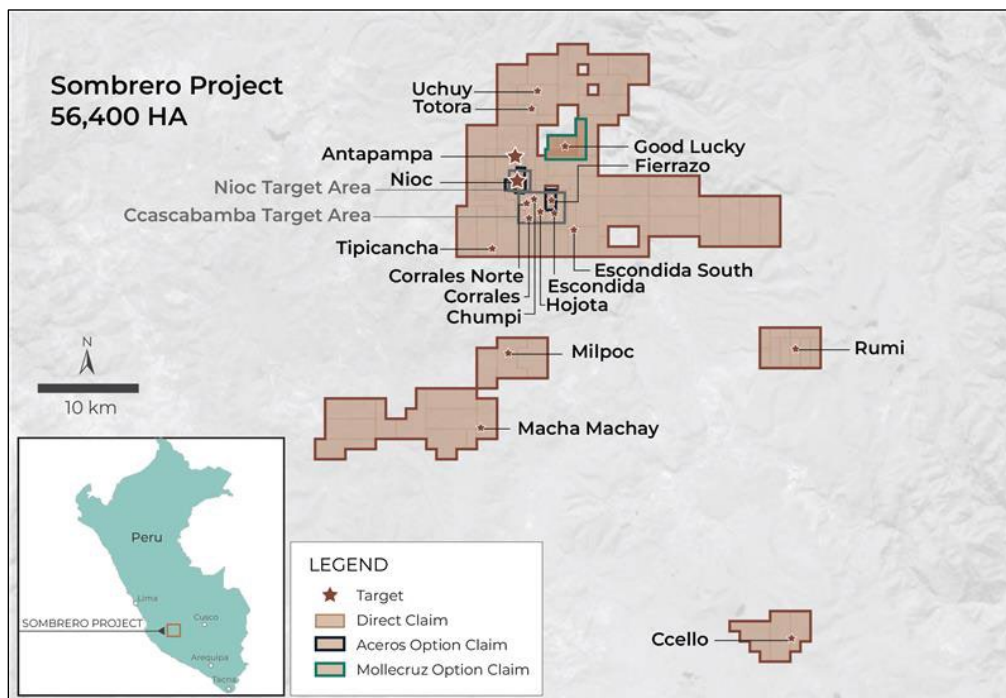 Sombrero Project
56,400 HA
Uchuy
Totora
Antapampa
Good Lucky
Fierrazo
Nioc
Nioc Target Area
Ccascabamba Target Area
Tipicancha
Corrales Norte
Escondida South
Corrales
Escondida
Chumpi
Hojota
N
10 km
Milpoc
Rumi
Macha Machay
Peru
Lima
Cusco
SOMBRERO PROJECT
Arequipa
Tacna
LEGEND
Target
Direct Claim
Aceros Option Claim
Mollecruz Option Claim
Ccello